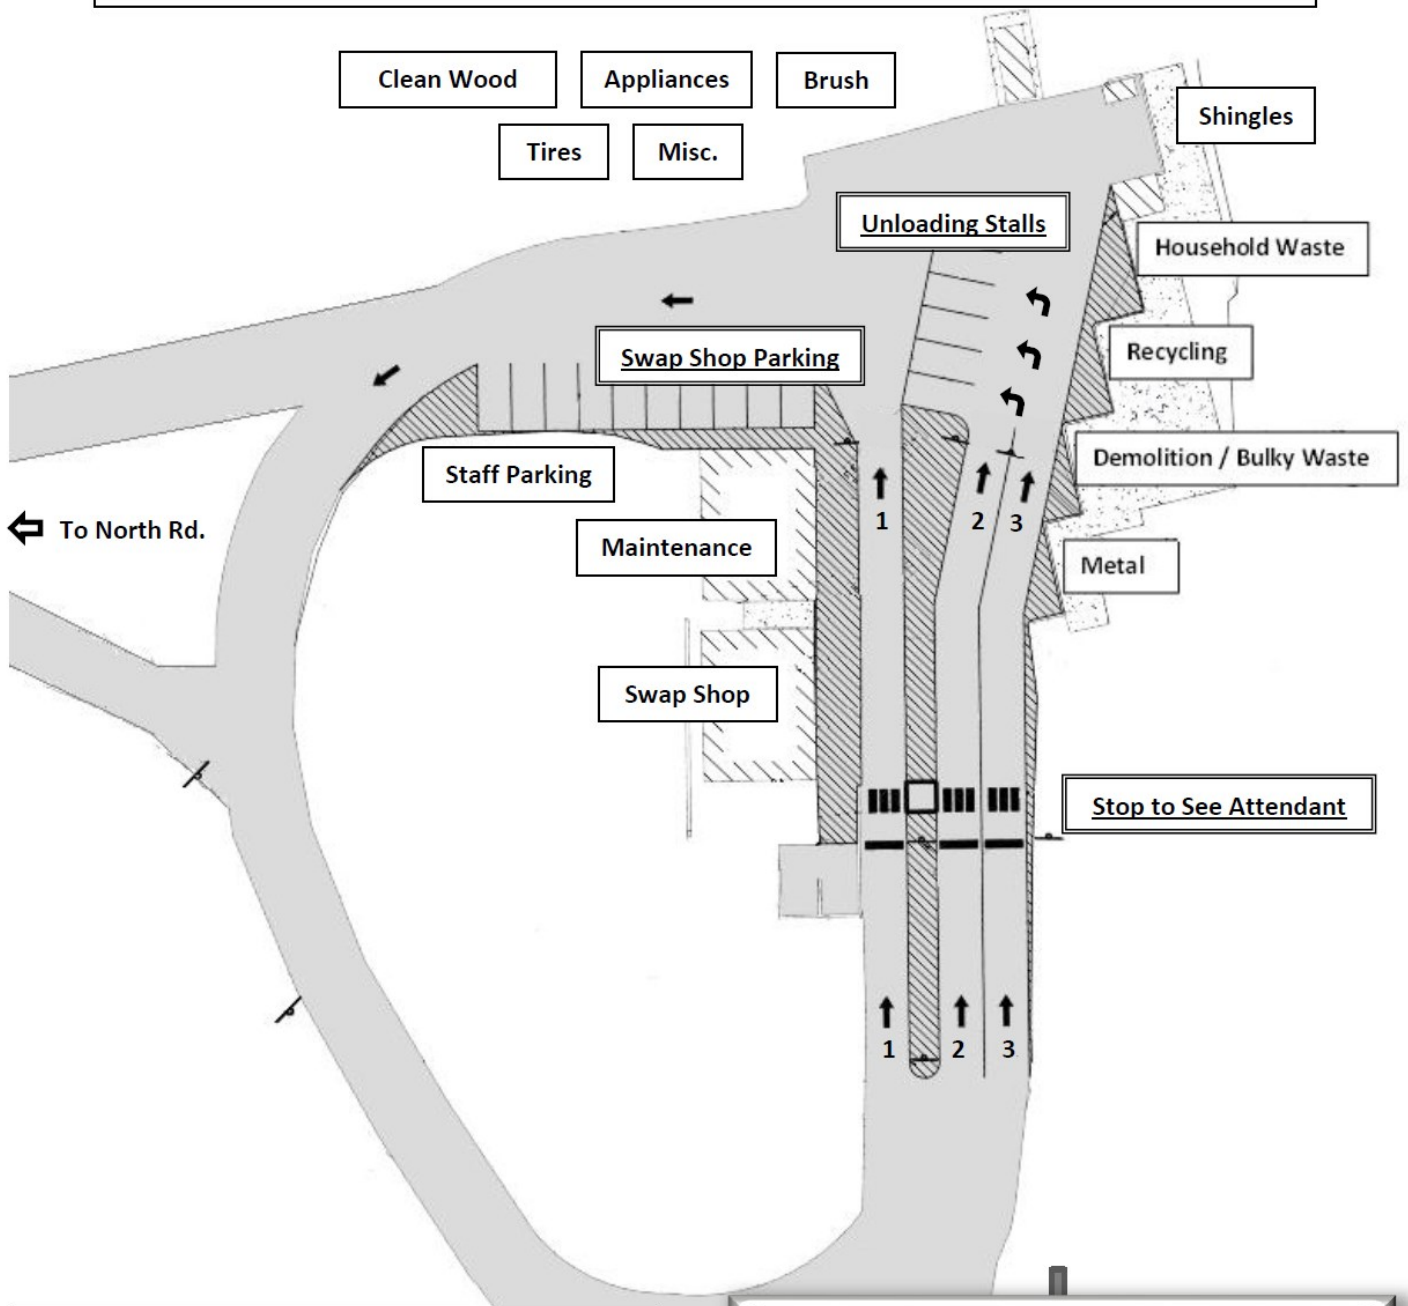 Clean Wood
Appliances
Brush
Shingles
Tires
Misc.
Unloading Stalls
Household Waste
Swap Shop Parking
Recycling
Staff Parking
Demolition / Bulky Waste
1
2
3
To North Rd.
Maintenance
Metal
Swap Shop
Stop to See Attendant
1
2
3